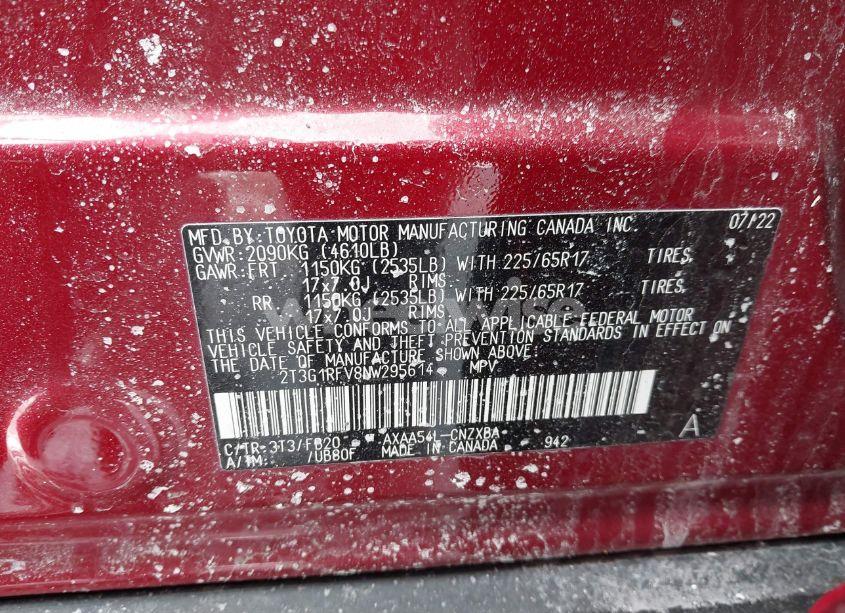 MFD. BY: TOYOTA MOTOR MANUFACTURING CANADA INC. 07/22
GVWR: 2090KG (4610LB)
GAWR: FRT 1150KG (2535LB) WITH 225/65R17 TIRES,
17x7.0J RIMS,
RR 1150KG (2535LB) WITH 225/65R17 TIRES,
17x7.0J RIMS.
THIS VEHICLE CONFORMS TO ALL APPLICABLE FEDERAL MOTOR
VEHICLE SAFETY AND THEFT PREVENTION STANDARDS IN EFFECT ON
THE DATE OF MANUFACTURE SHOWN ABOVE.
2T3G1RFV8NW295614 MPV
C/TR: 3T3/FB20 AXAA54L-CNZXBA 942 A
A/TM: /UB80F MADE IN CANADA